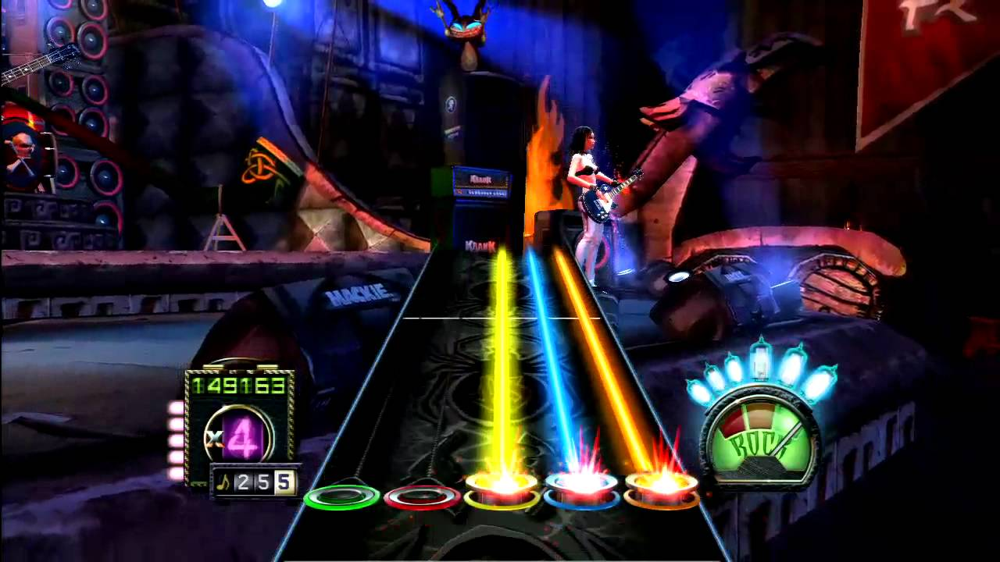 KRANK
KRANK
MACKIE
149163
x4
255
ROCK